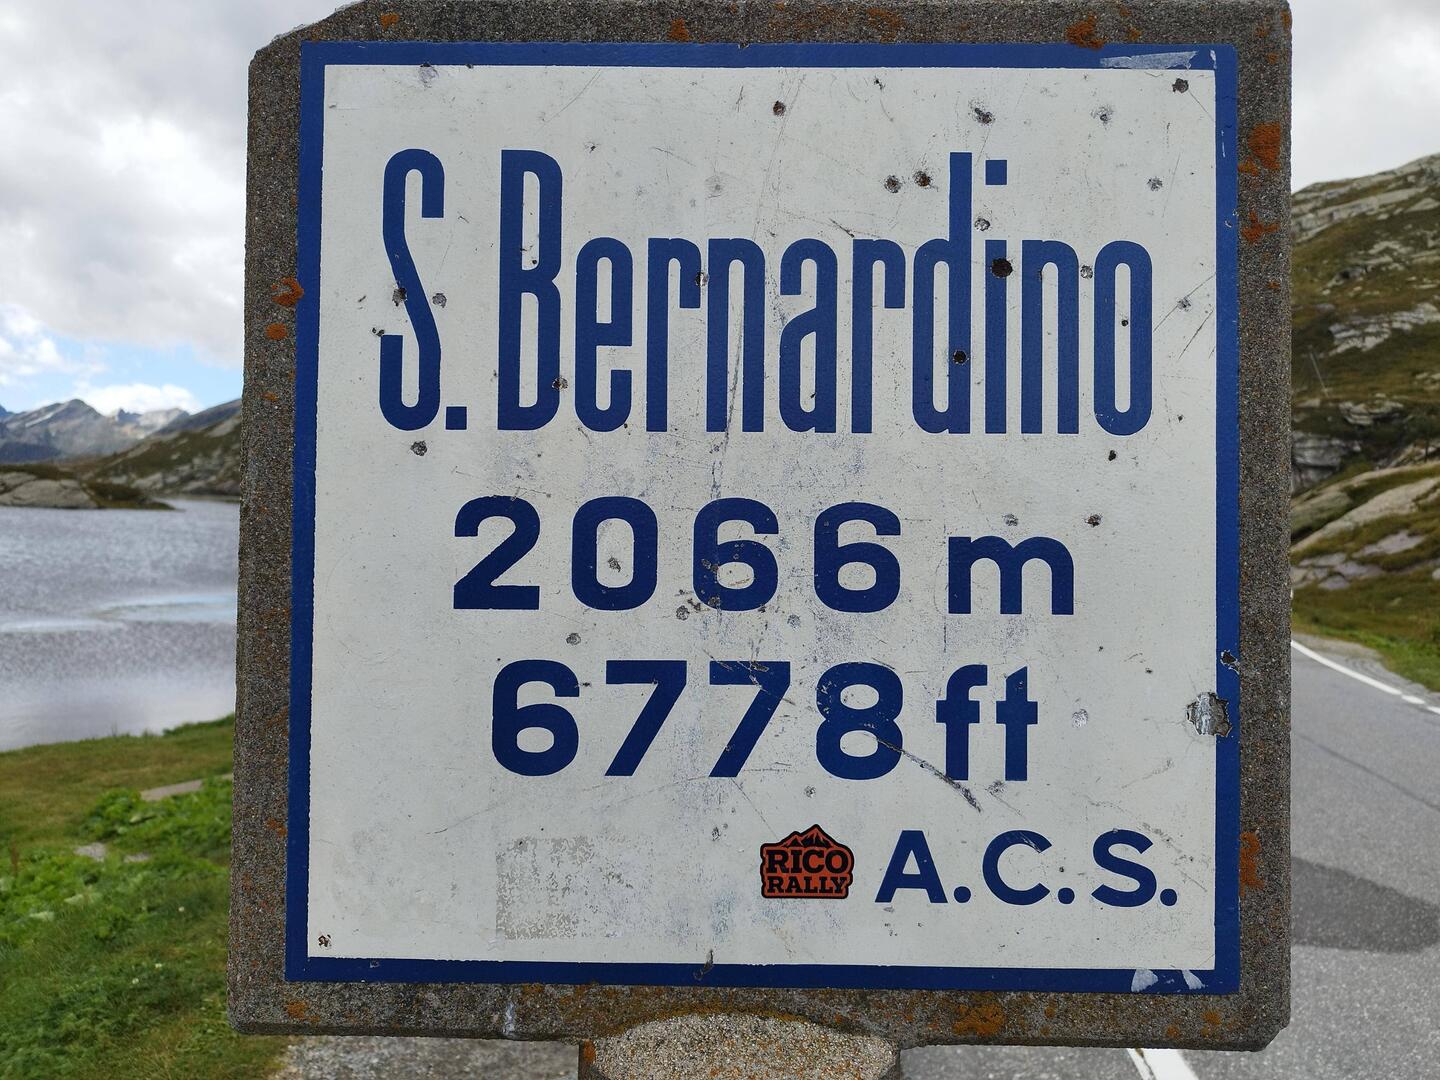 S. Bernardino
2066 m
6778 ft
RICO
RALLY
A.C.S.